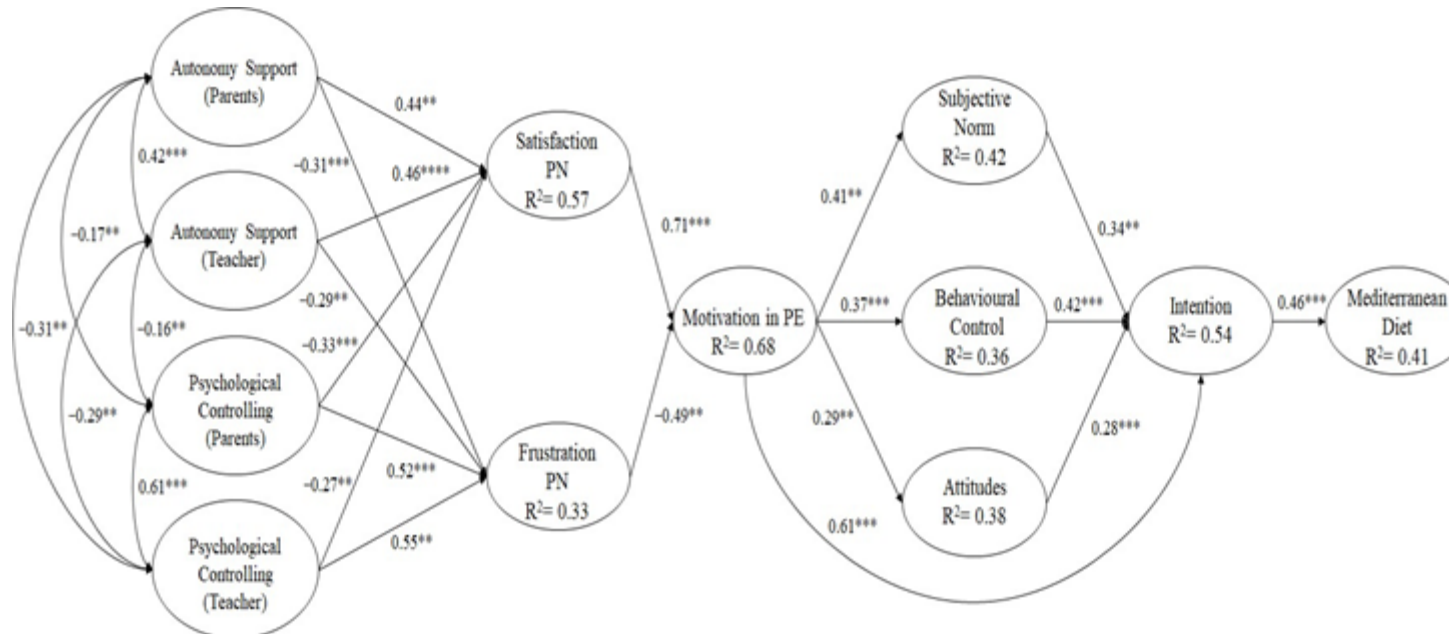 Autonomy Support
(Parents)
0.42***
−0.17**
Autonomy Support
(Teacher)
−0.31**
−0.16**
Psychological
Controlling
(Parents)
−0.29**
0.61***
Psychological
Controlling
(Teacher)
0.44**
−0.31***
0.46****
−0.29**
−0.33***
0.52***
−0.27**
0.55**
Satisfaction
PN
R²= 0.57
Frustration
PN
R²= 0.33
0.71***
−0.49**
Motivation in PE
R²= 0.68
0.41**
0.37***
0.29**
0.61***
Subjective
Norm
R²= 0.42
Behavioural
Control
R²= 0.36
Attitudes
R²= 0.38
0.34**
0.42***
0.28***
Intention
R²= 0.54
0.46***
Mediterranean
Diet
R²= 0.41